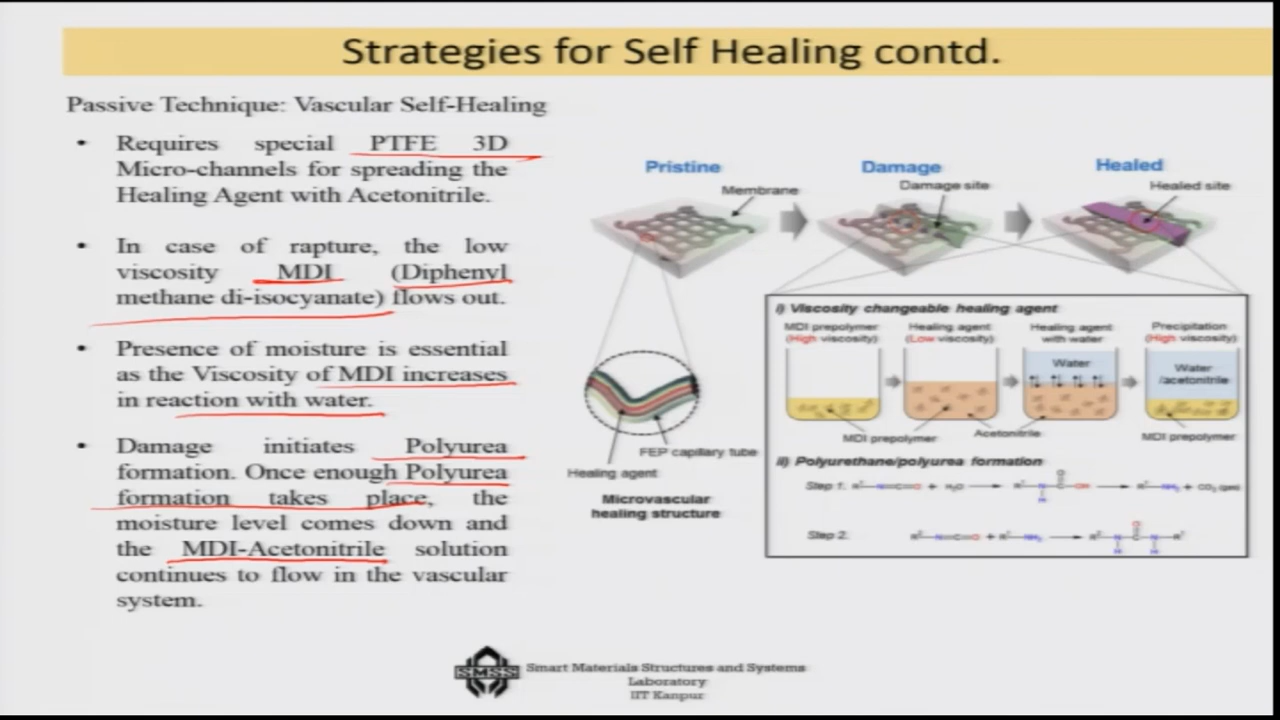 Strategies for Self Healing contd.
Passive Technique: Vascular Self-Healing
• Requires special PTFE 3D
Micro-channels for spreading the
Healing Agent with Acetonitrile.
• In case of rapture, the low
viscosity MDI (Diphenyl
methane di-isocyanate) flows out.
• Presence of moisture is essential
as the Viscosity of MDI increases
in reaction with water.
• Damage initiates Polyurea
formation. Once enough Polyurea
formation takes place, the
moisture level comes down and
the MDI-Acetonitrile solution
continues to flow in the vascular
system.
Pristine
Damage
Healed
Membrane
Damage site
Healed site
FEP capillary tube
Healing agent
Microvascular
healing structure
i) Viscosity changeable healing agent
MDI prepolymer
(High viscosity)
Healing agent
(Low viscosity)
Healing agent
with water
Precipitation
(High viscosity)
Water
Water
/acetonitrile
MDI prepolymer
Acetonitrile
MDI prepolymer
ii) Polyurethane/polyurea formation
Step 1.
Step 2.
SMSS
Smart Materials Structures and Systems
Laboratory
IIT Kanpur